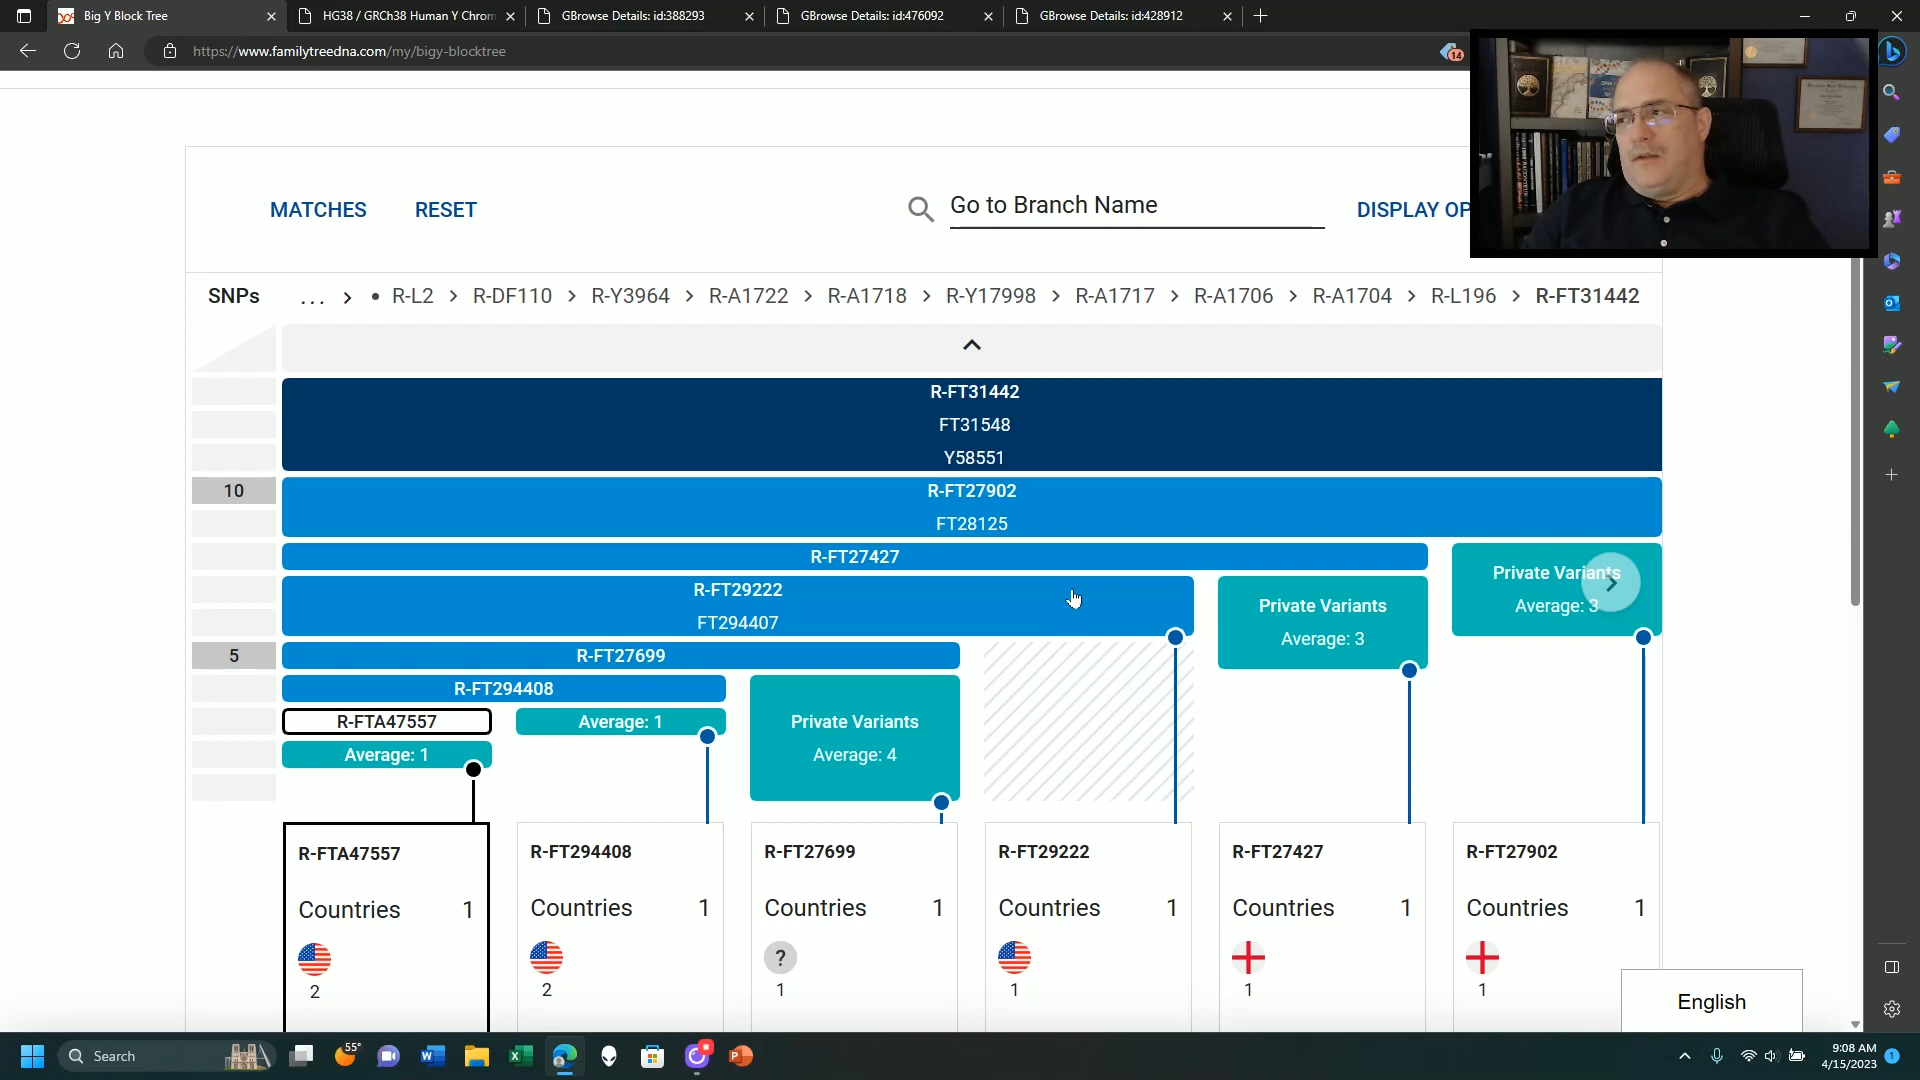 Big Y Block Tree
HG38 / GRCh38 Human Y Chrom
GBrowse Details: id:388293
GBrowse Details: id:476092
GBrowse Details: id:428912
https://www.familytreedna.com/my/bigy-blocktree
14
MATCHES
RESET
Go to Branch Name
DISPLAY OP
SNPs ... > • R-L2 > R-DF110 > R-Y3964 > R-A1722 > R-A1718 > R-Y17998 > R-A1717 > R-A1706 > R-A1704 > R-L196 > R-FT31442
R-FT31442
FT31548
Y58551
10
R-FT27902
FT28125
R-FT27427
Private Variants
Average: 3
R-FT29222
FT294407
Private Variants
Average: 3
5
R-FT27699
R-FT294408
Private Variants
Average: 4
R-FTA47557
Average: 1
Average: 1
R-FTA47557
R-FT294408
R-FT27699
R-FT29222
R-FT27427
R-FT27902
Countries 1
Countries 1
Countries 1
Countries 1
Countries 1
Countries 1
?
2
2
1
1
1
1
English
Search
55°
9:08 AM
4/15/2023
1